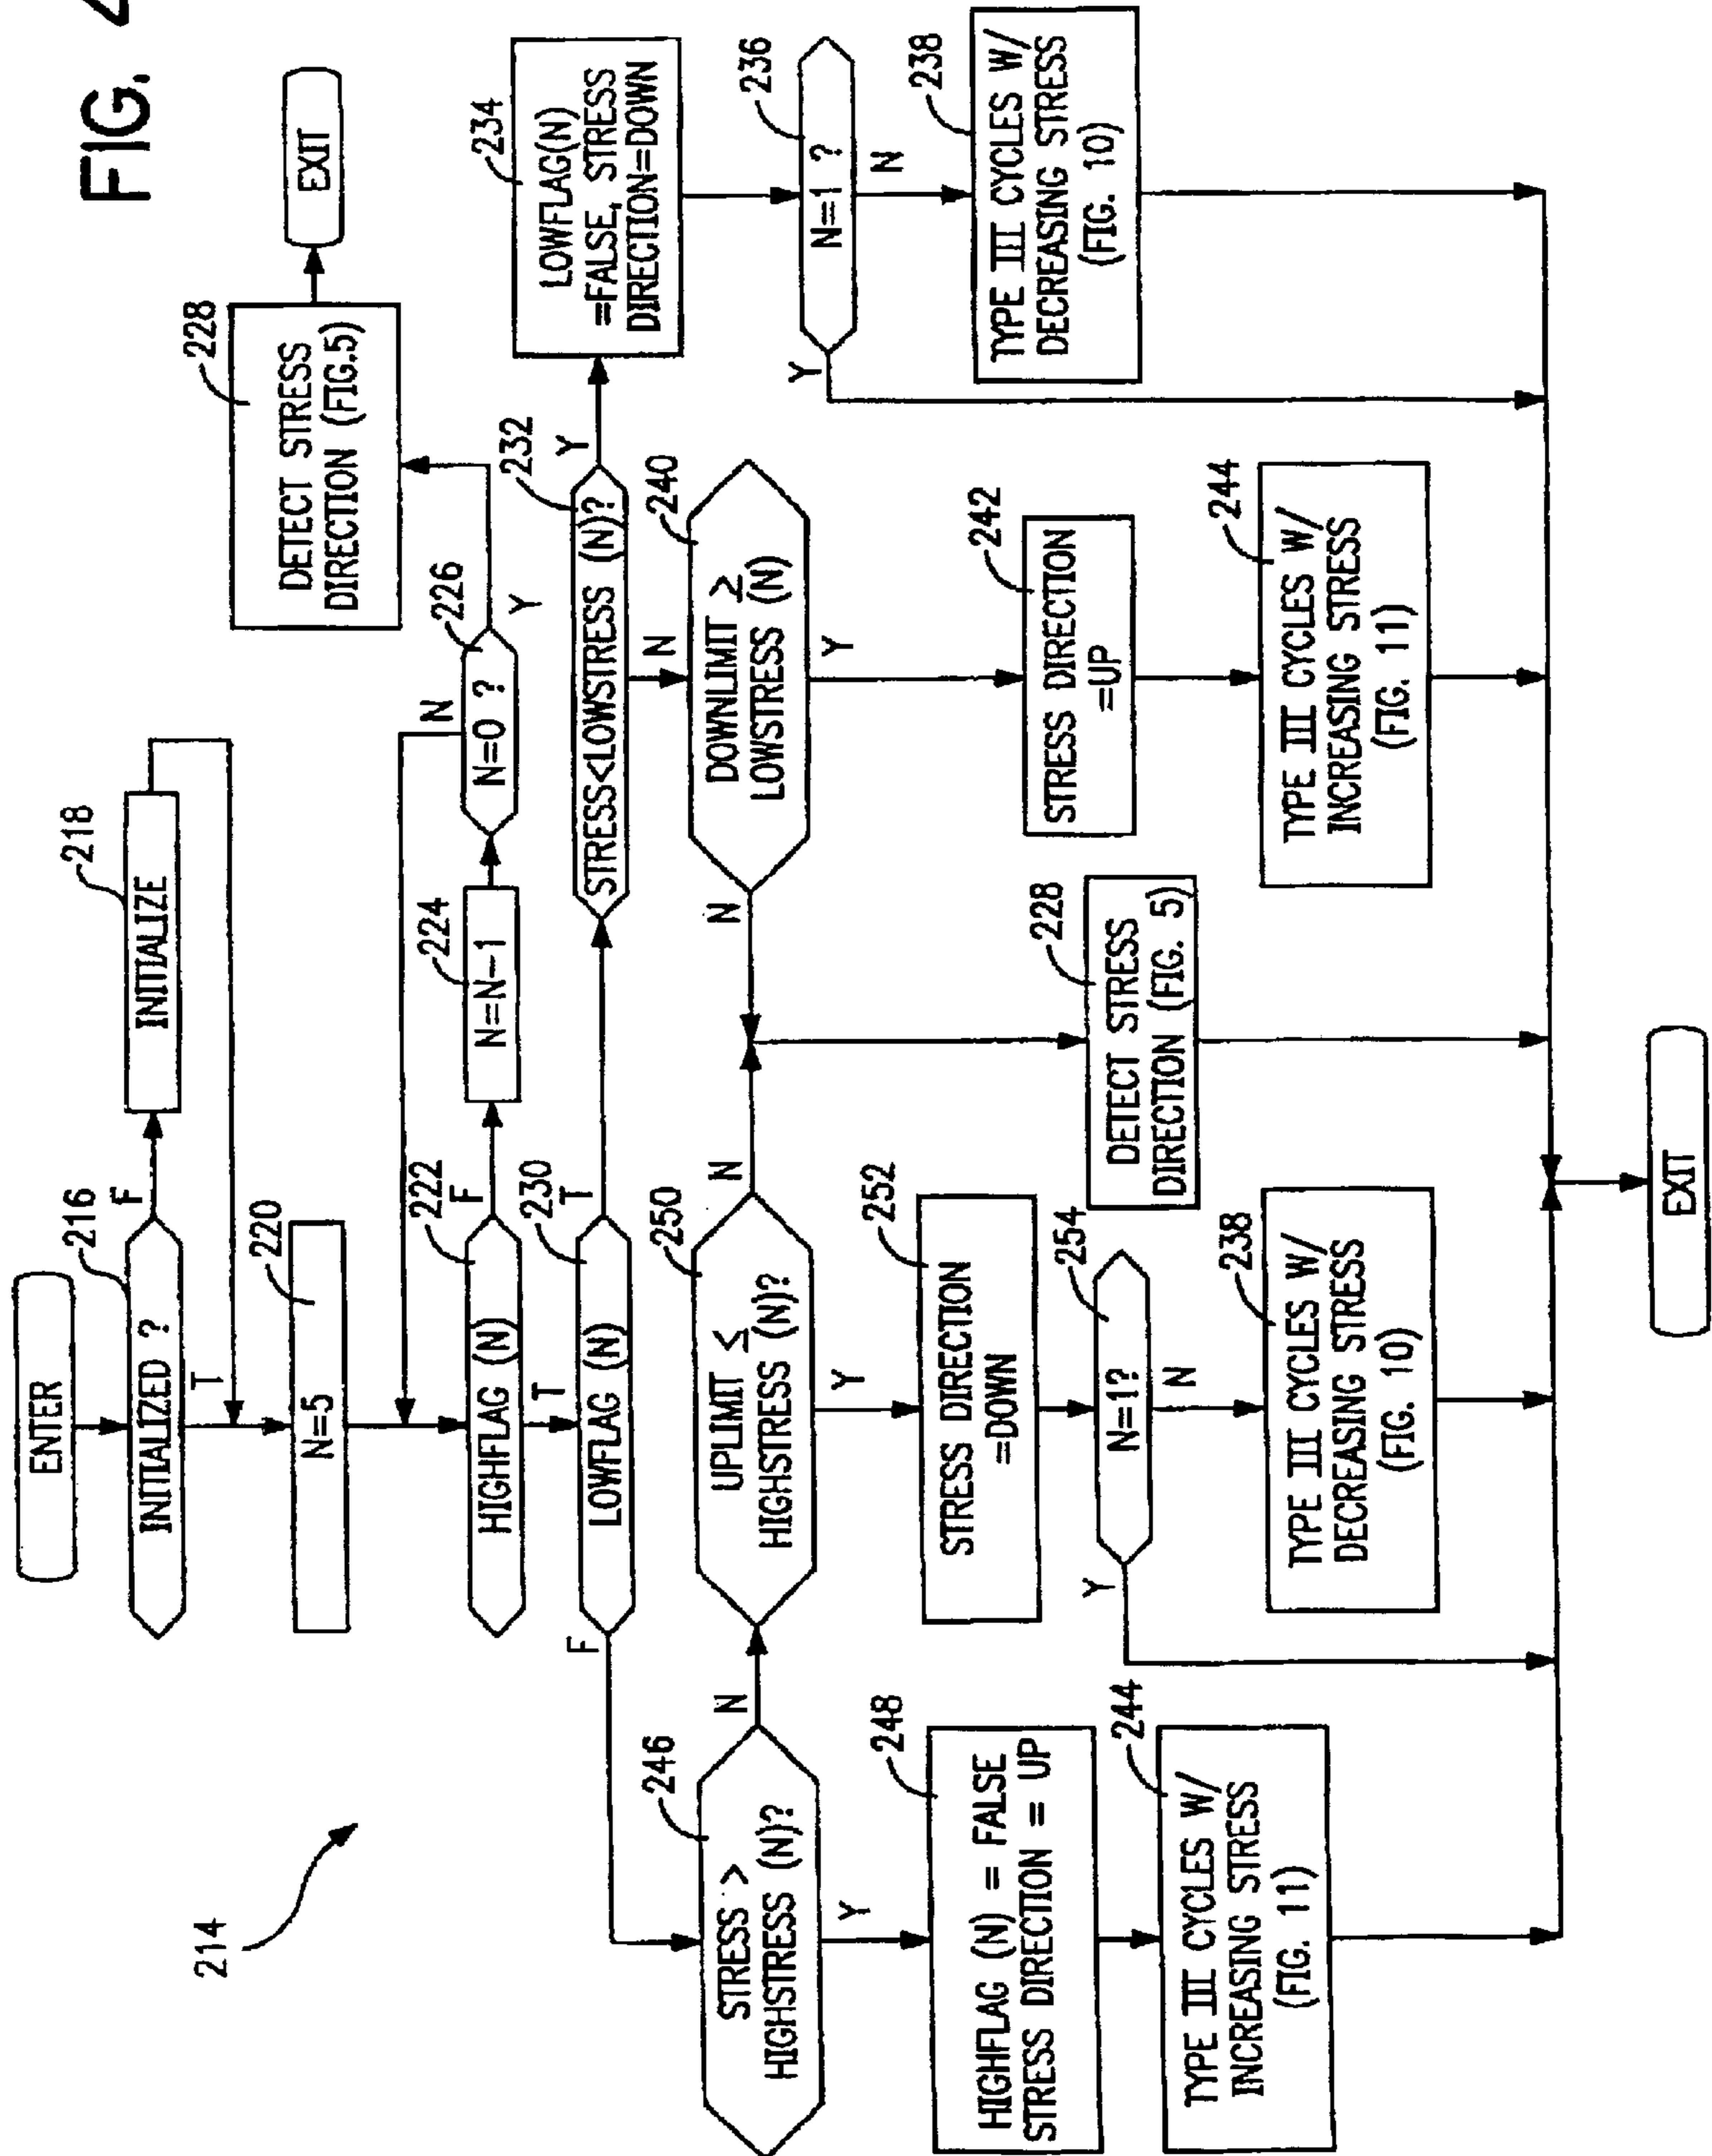 FIG.
214
ENTER
216
INITIALIZED ?
F
T
218
INITIALIZE
220
N=5
222
HIGHFLAG (N)
F
T
224
N=N-1
226
N=0 ?
N
Y
228
DETECT STRESS
DIRECTION (FIG.5)
EXIT
230
LOWFLAG (N)
F
T
232
STRESS<LOWSTRESS (N)?
Y
N
234
LOWFLAG(N)
=FALSE, STRESS
DIRECTION=DOWN
236
N=1 ?
Y
N
238
TYPE III CYCLES W/
DECREASING STRESS
(FIG. 10)
240
DOWNLIMIT ≥
LOWSTRESS (N)
N
Y
242
STRESS DIRECTION
=UP
244
TYPE III CYCLES W/
INCREASING STRESS
(FIG. 11)
246
STRESS >
HIGHSTRESS (N)?
N
Y
248
HIGHFLAG (N) = FALSE
STRESS DIRECTION = UP
244
TYPE III CYCLES W/
INCREASING STRESS
(FIG. 11)
250
UPLIMIT ≤
HIGHSTRESS (N)?
N
Y
252
STRESS DIRECTION
=DOWN
254
N=1?
Y
N
238
TYPE III CYCLES W/
DECREASING STRESS
(FIG. 10)
228
DETECT STRESS
DIRECTION (FIG. 5)
EXIT